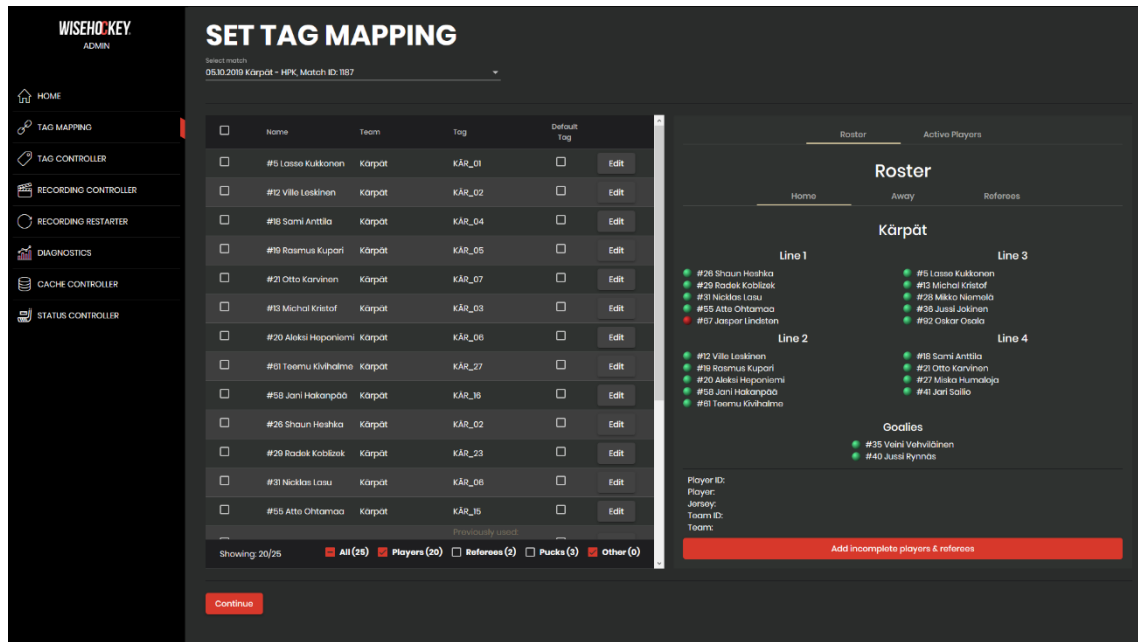 WISEHOCKEY.
ADMIN
HOME
TAG MAPPING
TAG CONTROLLER
RECORDING CONTROLLER
RECORDING RESTARTER
DIAGNOSTICS
CACHE CONTROLLER
STATUS CONTROLLER
SET TAG MAPPING
Select match
05.10.2019 Kärpät - HPK, Match ID: 1187
Name Team Tag Default Tag
#5 Lasse Kukkonen Kärpät KÄR_01 Edit
#12 Ville Leskinen Kärpät KÄR_02 Edit
#18 Sami Anttila Kärpät KÄR_04 Edit
#19 Rasmus Kupari Kärpät KÄR_05 Edit
#21 Otto Karvinen Kärpät KÄR_07 Edit
#13 Michal Kristof Kärpät KÄR_03 Edit
#20 Aleksi Heponiemi Kärpät KÄR_06 Edit
#61 Teemu Kivihalme Kärpät KÄR_27 Edit
#58 Jani Hakanpää Kärpät KÄR_16 Edit
#26 Shaun Heshka Kärpät KÄR_02 Edit
#29 Radek Koblizek Kärpät KÄR_23 Edit
#31 Nicklas Lasu Kärpät KÄR_08 Edit
#55 Atte Ohtamaa Kärpät KÄR_15 Edit
Previously used:
Showing: 20/25 All (25) Players (20) Referees (2) Pucks (3) Other (0)
Continue
Roster Active Players
Roster
Home Away Referees
Kärpät
Line 1
#26 Shaun Heshka
#29 Radek Koblizek
#31 Nicklas Lasu
#55 Atte Ohtamaa
#67 Jasper Lindsten
Line 3
#5 Lasse Kukkonen
#13 Michal Kristof
#28 Mikko Niemelä
#36 Jussi Jokinen
#92 Oskar Osala
Line 2
#12 Ville Leskinen
#19 Rasmus Kupari
#20 Aleksi Heponiemi
#58 Jani Hakanpää
#61 Teemu Kivihalme
Line 4
#18 Sami Anttila
#21 Otto Karvinen
#27 Miska Humaloja
#41 Jari Sailio
Goalies
#35 Veini Vehviläinen
#40 Jussi Rynnäs
Player ID:
Player:
Jersey:
Team ID:
Team:
Add incomplete players & referees